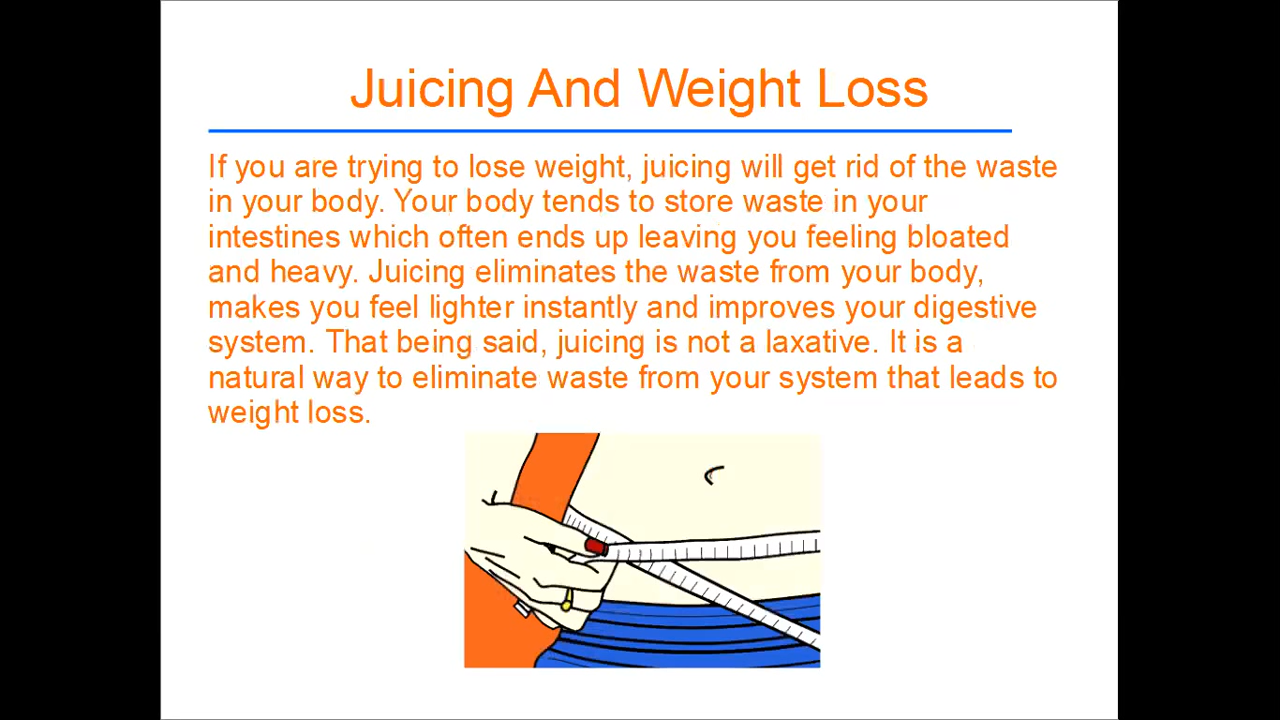 Juicing And Weight Loss
If you are trying to lose weight, juicing will get rid of the waste
in your body. Your body tends to store waste in your
intestines which often ends up leaving you feeling bloated
and heavy. Juicing eliminates the waste from your body,
makes you feel lighter instantly and improves your digestive
system. That being said, juicing is not a laxative. It is a
natural way to eliminate waste from your system that leads to
weight loss.